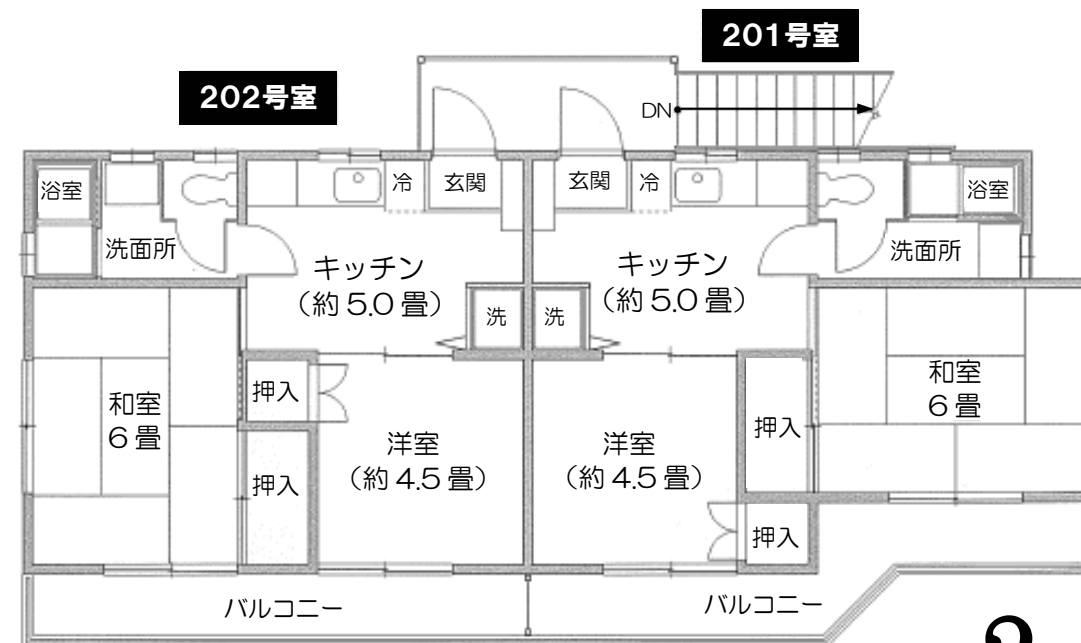 201号室
202号室
DN
浴室
冷
玄関
玄関
冷
浴室
洗面所
洗面所
キッチン
(約5.0畳)
キッチン
(約5.0畳)
洗
洗
和室
6畳
押入
押入
洋室
(約4.5畳)
洋室
(約4.5畳)
押入
押入
和室
6畳
バルコニー
バルコニー